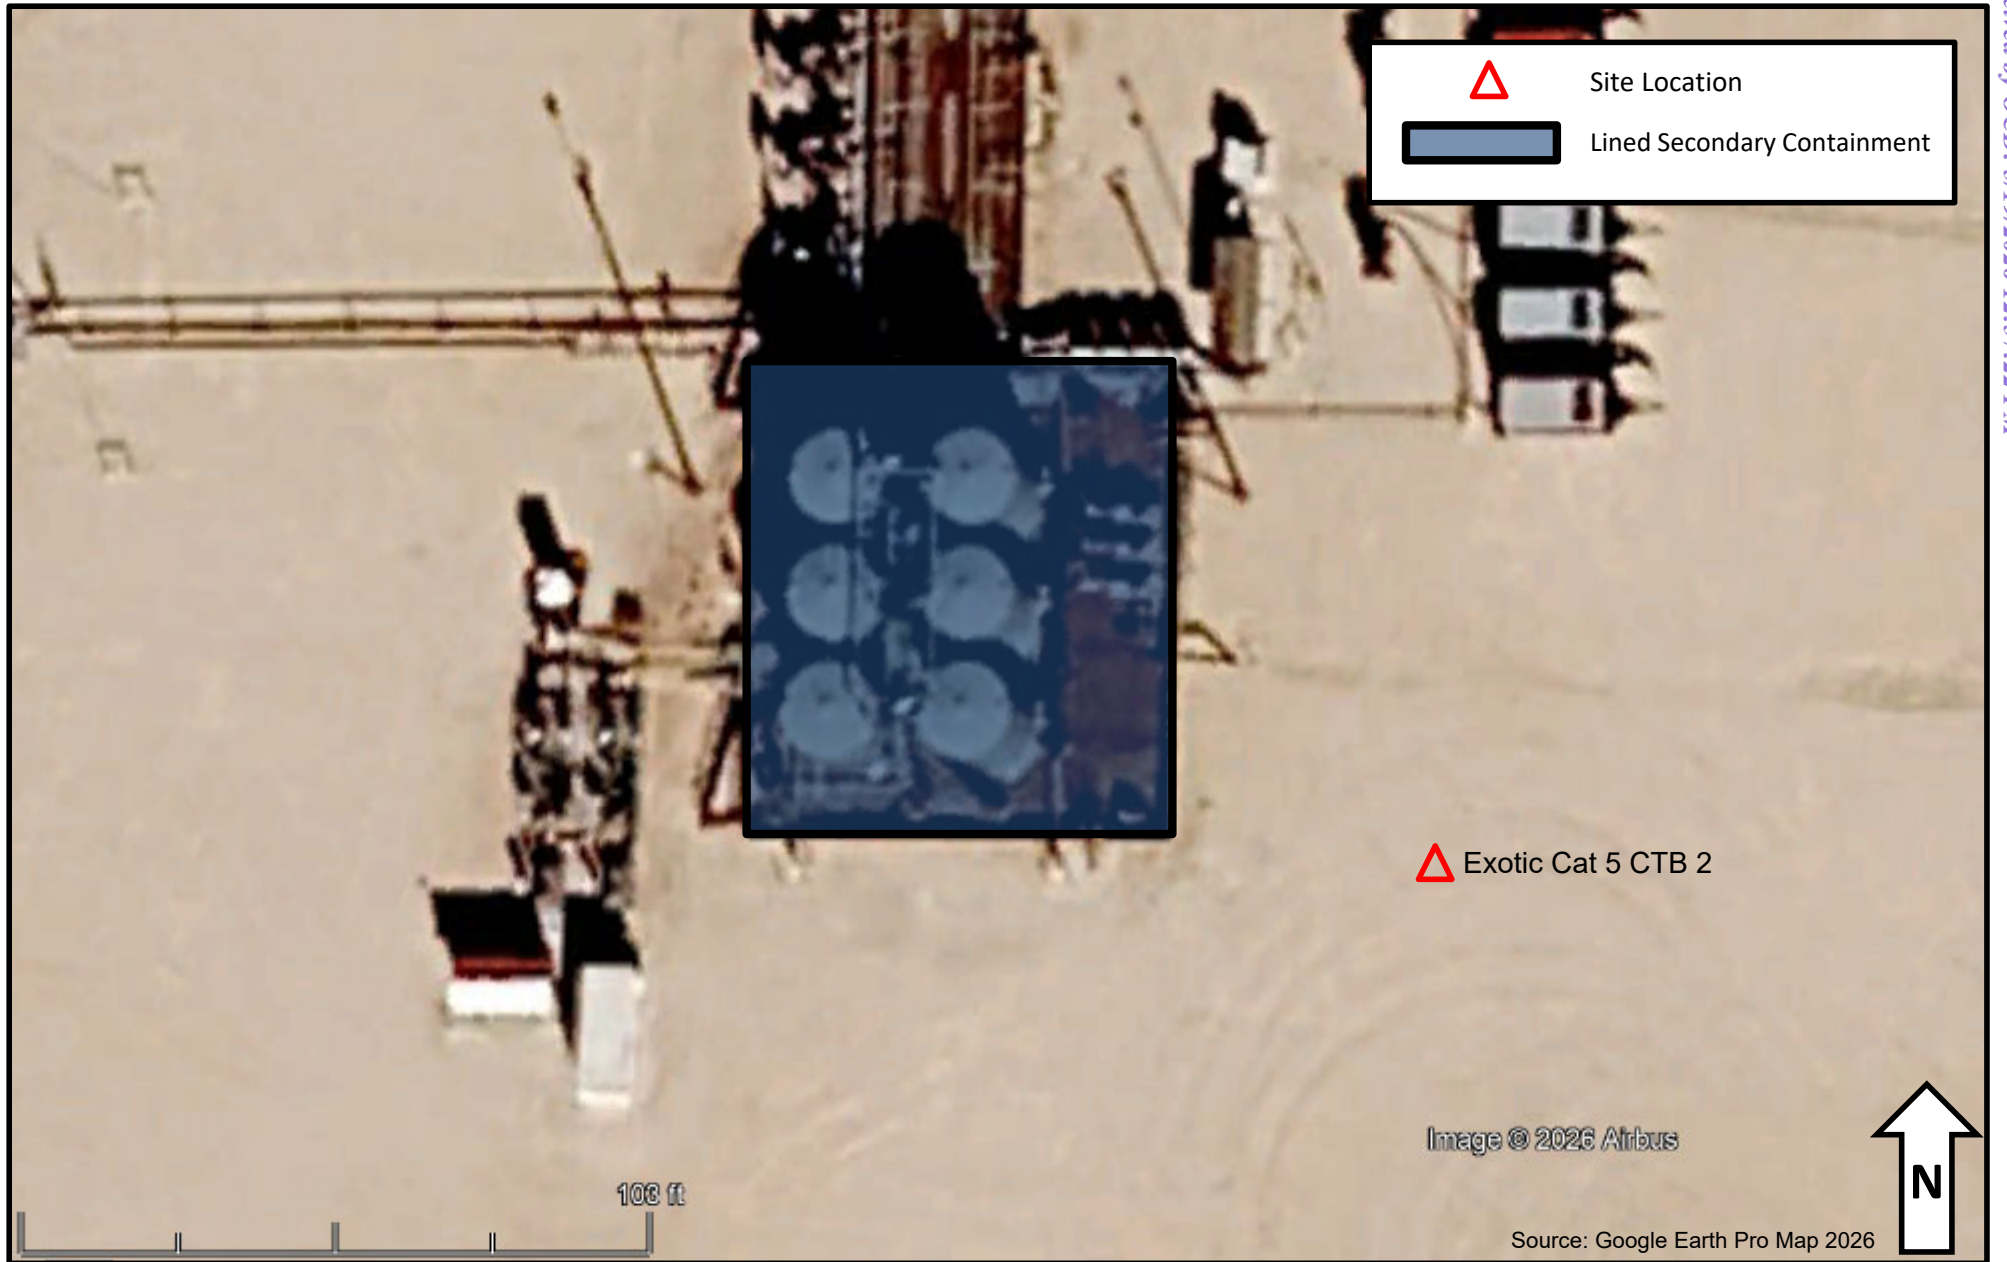 Site Location
Lined Secondary Containment
Exotic Cat 5 CTB 2
Image © 2026 Airbus
N
103 ft
Source: Google Earth Pro Map 2026